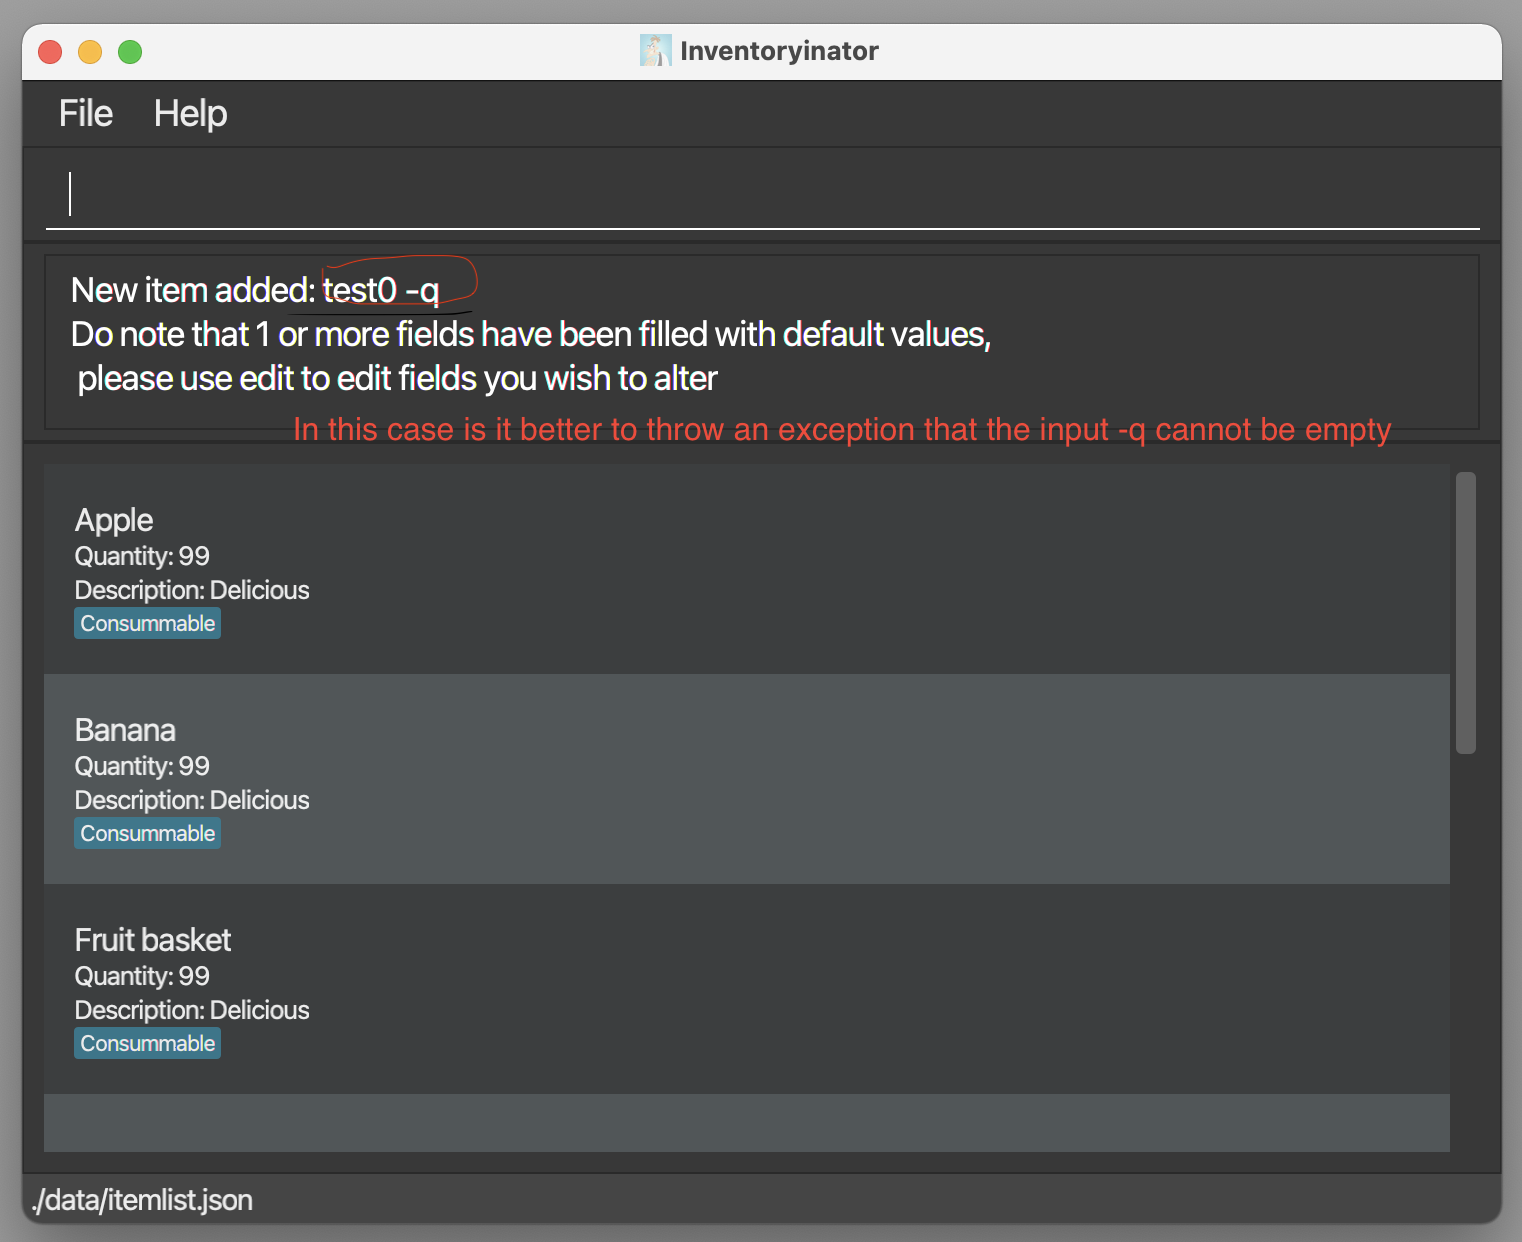 Inventoryinator
File Help
New item added: test0 -q
Do note that 1 or more fields have been filled with default values,
please use edit to edit fields you wish to alter
In this case is it better to throw an exception that the input -q cannot be empty
Apple
Quantity: 99
Description: Delicious
Consummable
Banana
Quantity: 99
Description: Delicious
Consummable
Fruit basket
Quantity: 99
Description: Delicious
Consummable
./data/itemlist.json